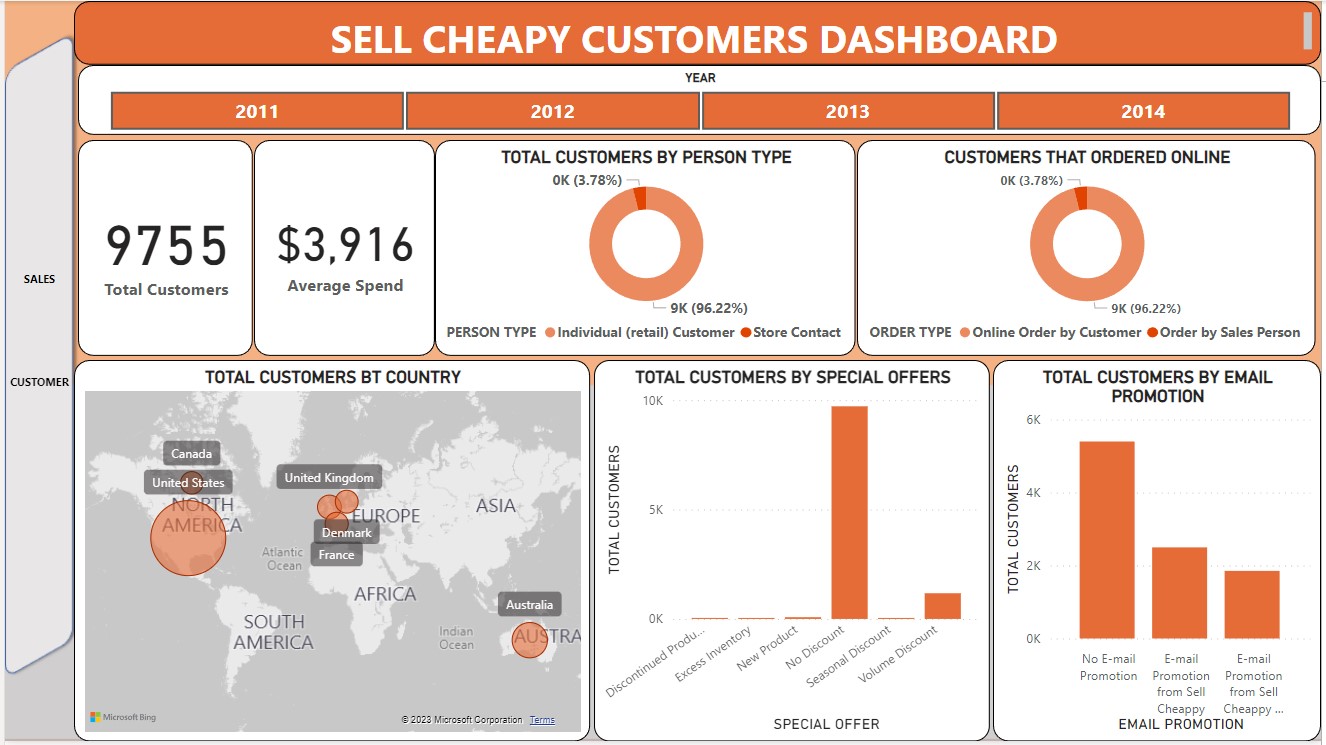 SELL CHEAPY CUSTOMERS DASHBOARD
YEAR
2011
2012
2013
2014
SALES
CUSTOMER
9755
Total Customers
$3,916
Average Spend
TOTAL CUSTOMERS BY PERSON TYPE
0K (3.78%)
9K (96.22%)
PERSON TYPE Individual (retail) Customer Store Contact
CUSTOMERS THAT ORDERED ONLINE
0K (3.78%)
9K (96.22%)
ORDER TYPE Online Order by Customer Order by Sales Person
TOTAL CUSTOMERS BT COUNTRY
Canada
United States
NORTH
AMERICA
United Kingdom
EUROPE
Denmark
France
ASIA
Atlantic
Ocean
AFRICA
Australia
AUSTRA
SOUTH
AMERICA
Indian
Ocean
Microsoft Bing
© 2023 Microsoft Corporation Terms
TOTAL CUSTOMERS BY SPECIAL OFFERS
TOTAL CUSTOMERS
10K
5K
0K
Discontinued Produ...
Excess Inventory
New Product
No Discount
Seasonal Discount
Volume Discount
SPECIAL OFFER
TOTAL CUSTOMERS BY EMAIL
PROMOTION
TOTAL CUSTOMERS
6K
4K
2K
0K
No E-mail
Promotion
E-mail
Promotion
from Sell
Cheappy
E-mail
Promotion
from Sell
Cheappy ...
EMAIL PROMOTION